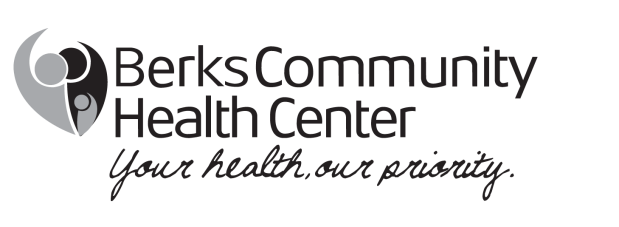 Berks Community
Health Center
Your health, our priority.